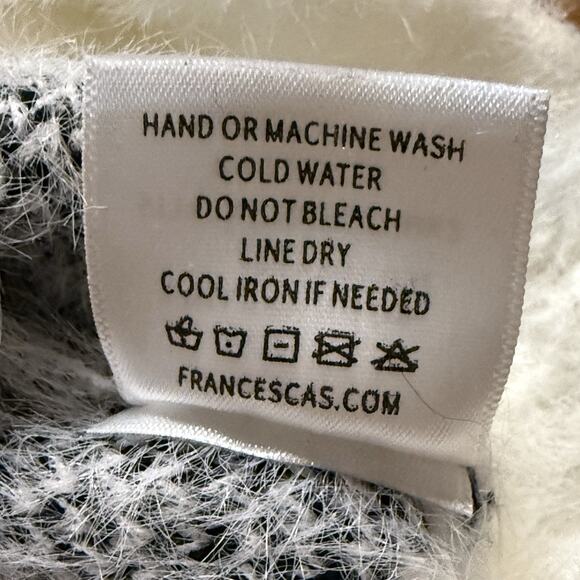 HAND OR MACHINE WASH
COLD WATER
DO NOT BLEACH
LINE DRY
COOL IRON IF NEEDED
FRANCESCAS.COM